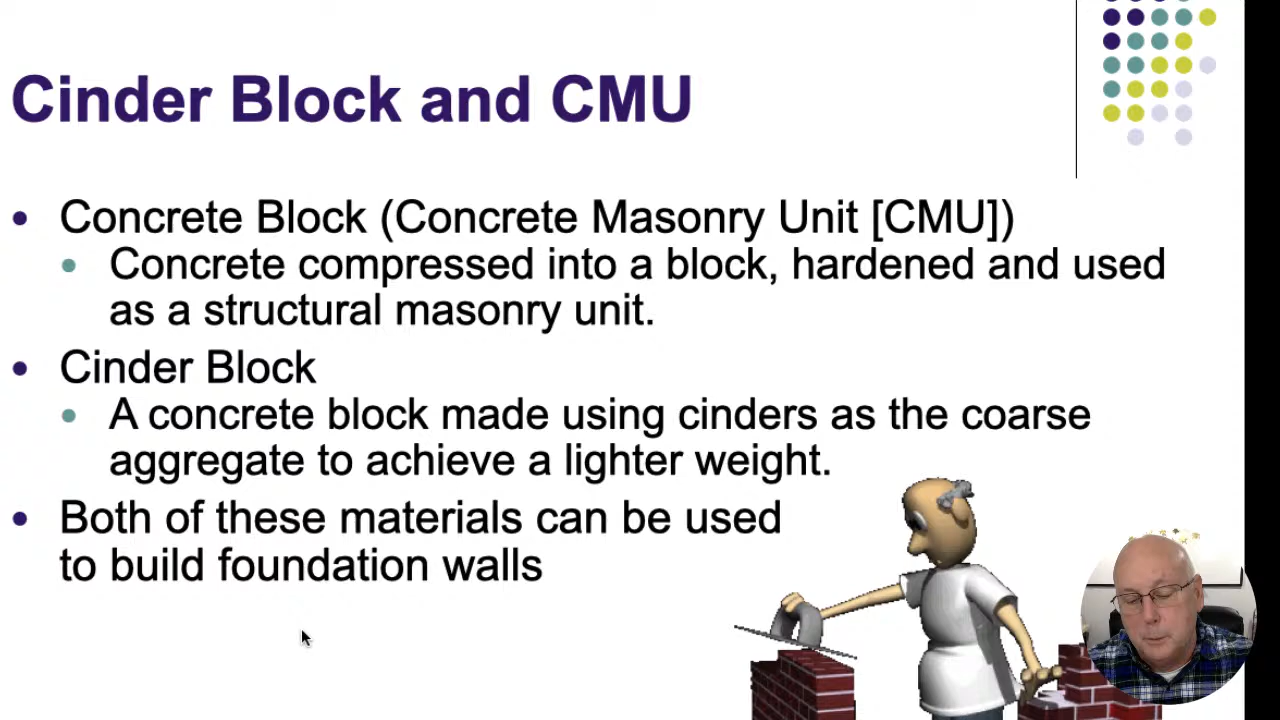 Cinder Block and CMU
Concrete Block (Concrete Masonry Unit [CMU])
Concrete compressed into a block, hardened and used
as a structural masonry unit.
Cinder Block
A concrete block made using cinders as the coarse
aggregate to achieve a lighter weight.
Both of these materials can be used
to build foundation walls